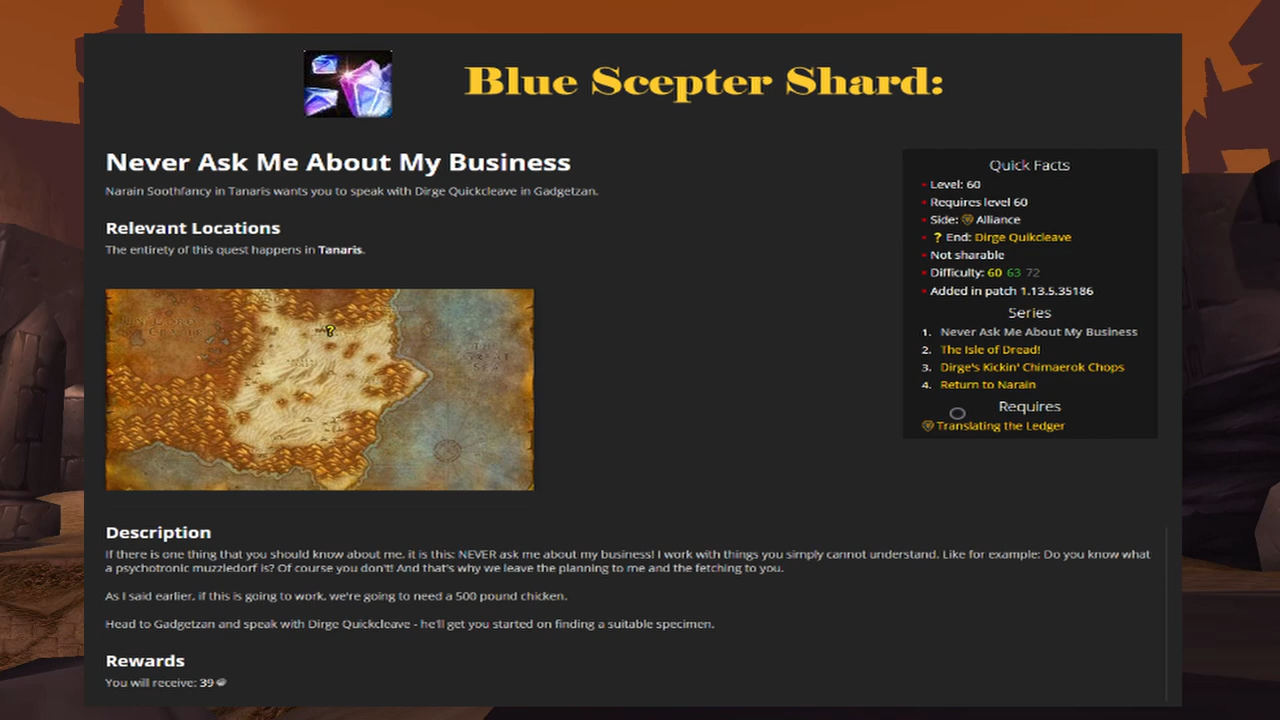 Blue Scepter Shard:
Never Ask Me About My Business
Narain Soothfancy in Tanaris wants you to speak with Dirge Quickcleave in Gadgetzan.
Relevant Locations
The entirety of this quest happens in Tanaris.
?
Description
If there is one thing that you should know about me, it is this: NEVER ask me about my business! I work with things you simply cannot understand. Like for example: Do you know what
a psychotronic muzzledorf is? Of course you don't! And that's why we leave the planning to me and the fetching to you.
As I said earlier, if this is going to work, we're going to need a 500 pound chicken.
Head to Gadgetzan and speak with Dirge Quickcleave - he'll get you started on finding a suitable specimen.
Rewards
You will receive: 39
Quick Facts
Level: 60
Requires level 60
Side: Alliance
? End: Dirge Quikcleave
Not sharable
Difficulty: 60 63 72
Added in patch 1.13.5.35186
Series
1. Never Ask Me About My Business
2. The Isle of Dread!
3. Dirge's Kickin' Chimaerok Chops
4. Return to Narain
Requires
Translating the Ledger